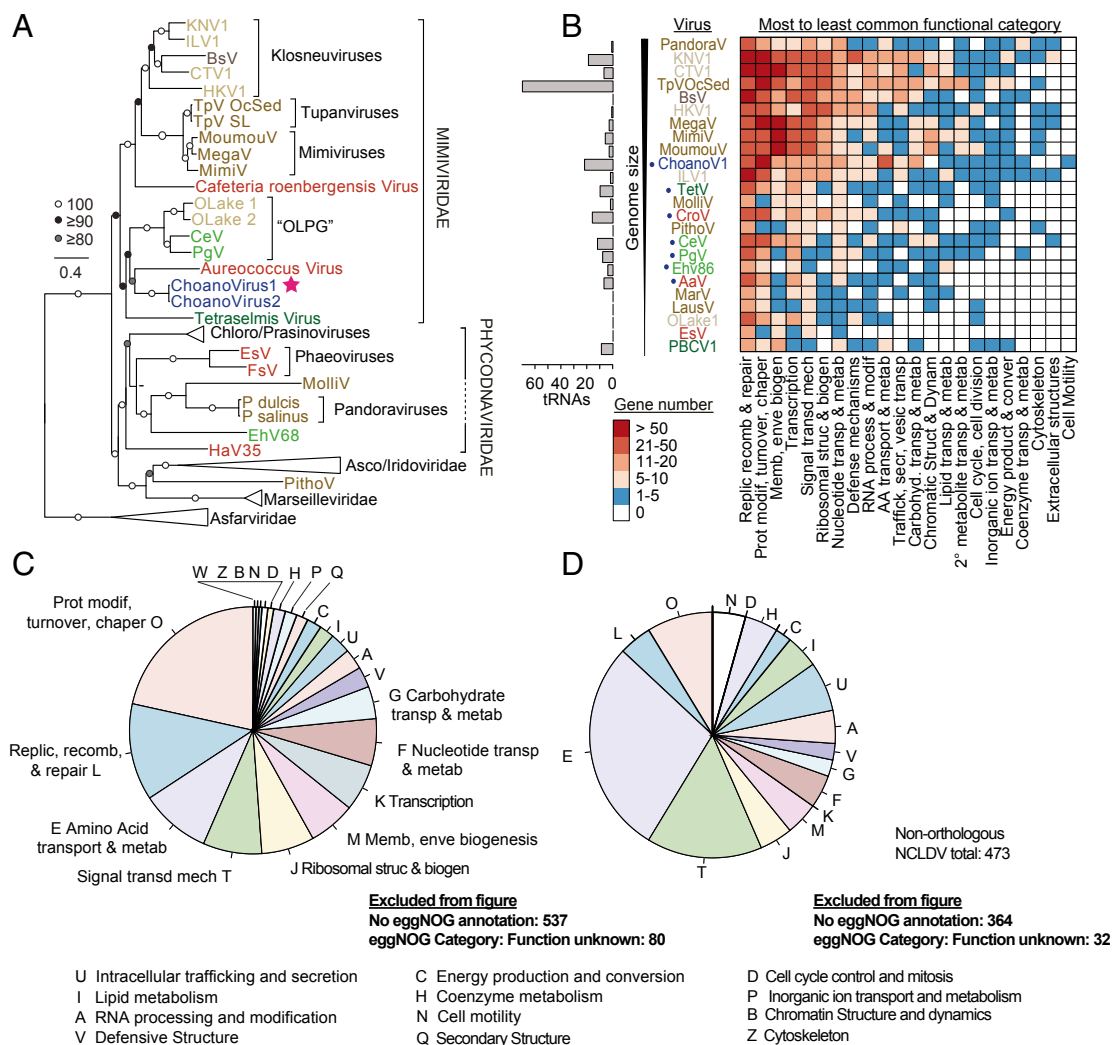 A
KNV1
ILV1
BsV
CTV1
HKV1
Klosneuviruses
TpV OcSed
TpV SL
Tupanviruses
MoumouV
MegaV
MimiV
Mimiviruses
Cafeteria roenbergensis Virus
MIMIVIRIDAE
100
≥90
≥80
0.4
OLake 1
OLake 2
CeV
PgV
“OLPG”
Aureococcus Virus
ChoanoVirus1
ChoanoVirus2
Tetraselmis Virus
Chloro/Prasinoviruses
EsV
FsV
Phaeoviruses
MolliV
P dulcis
P salinus
Pandoraviruses
EhV68
HaV35
PHYCODNAVIRIDAE
Asco/Iridoviridae
PithoV
Marseilleviridae
Asfarviridae
B
Virus
Most to least common functional category
PandoraV
KNV1
CTV1
TpVOcSed
BsV
HKV1
MegaV
MimiV
MoumouV
ChoanoV1
ILV1
TetV
MolliV
CroV
PithoV
CeV
PgV
Ehv86
AaV
MarV
LausV
OLake1
EsV
PBCV1
Genome size
60 40 20 0
tRNAs
Gene number
> 50
21-50
11-20
5-10
1-5
0
Replic recomb & repair
Prot modif, turnover, chaper
Memb, enve biogen
Transcription
Signal transd mech
Ribosomal struc & biogen
Nucleotide transp & metab
Defense mechanisms
RNA process & modif
AA transport & metab
Traffick, secr, vesic transp
Carbohyd. transp & metab
Chromatic Struct & Dynam
Lipid transp & metab
2° metabolite transp & metab
Cell cycle, cell division
Inorganic ion transp & metab
Energy product & conver
Coenzyme transp & metab
Cytoskeleton
Extracellular structures
Cell Motility
C
W Z B N D H P Q
C
I
U
A
V
G Carbohydrate
transp & metab
F Nucleotide transp
& metab
K Transcription
M Memb, enve biogenesis
J Ribosomal struc & biogen
Signal transd mech T
E Amino Acid
transport & metab
Replic, recomb,
& repair L
Prot modif,
turnover, chaper O
Excluded from figure
No eggNOG annotation: 537
eggNOG Category: Function unknown: 80
D
N
D
H
C
I
U
A
V
G
F
K
M
J
T
E
L
O
Non-orthologous
NCLDV total: 473
Excluded from figure
No eggNOG annotation: 364
eggNOG Category: Function unknown: 32
U Intracellular trafficking and secretion
I Lipid metabolism
A RNA processing and modification
V Defensive Structure
C Energy production and conversion
H Coenzyme metabolism
N Cell motility
Q Secondary Structure
D Cell cycle control and mitosis
P Inorganic ion transport and metabolism
B Chromatin Structure and dynamics
Z Cytoskeleton